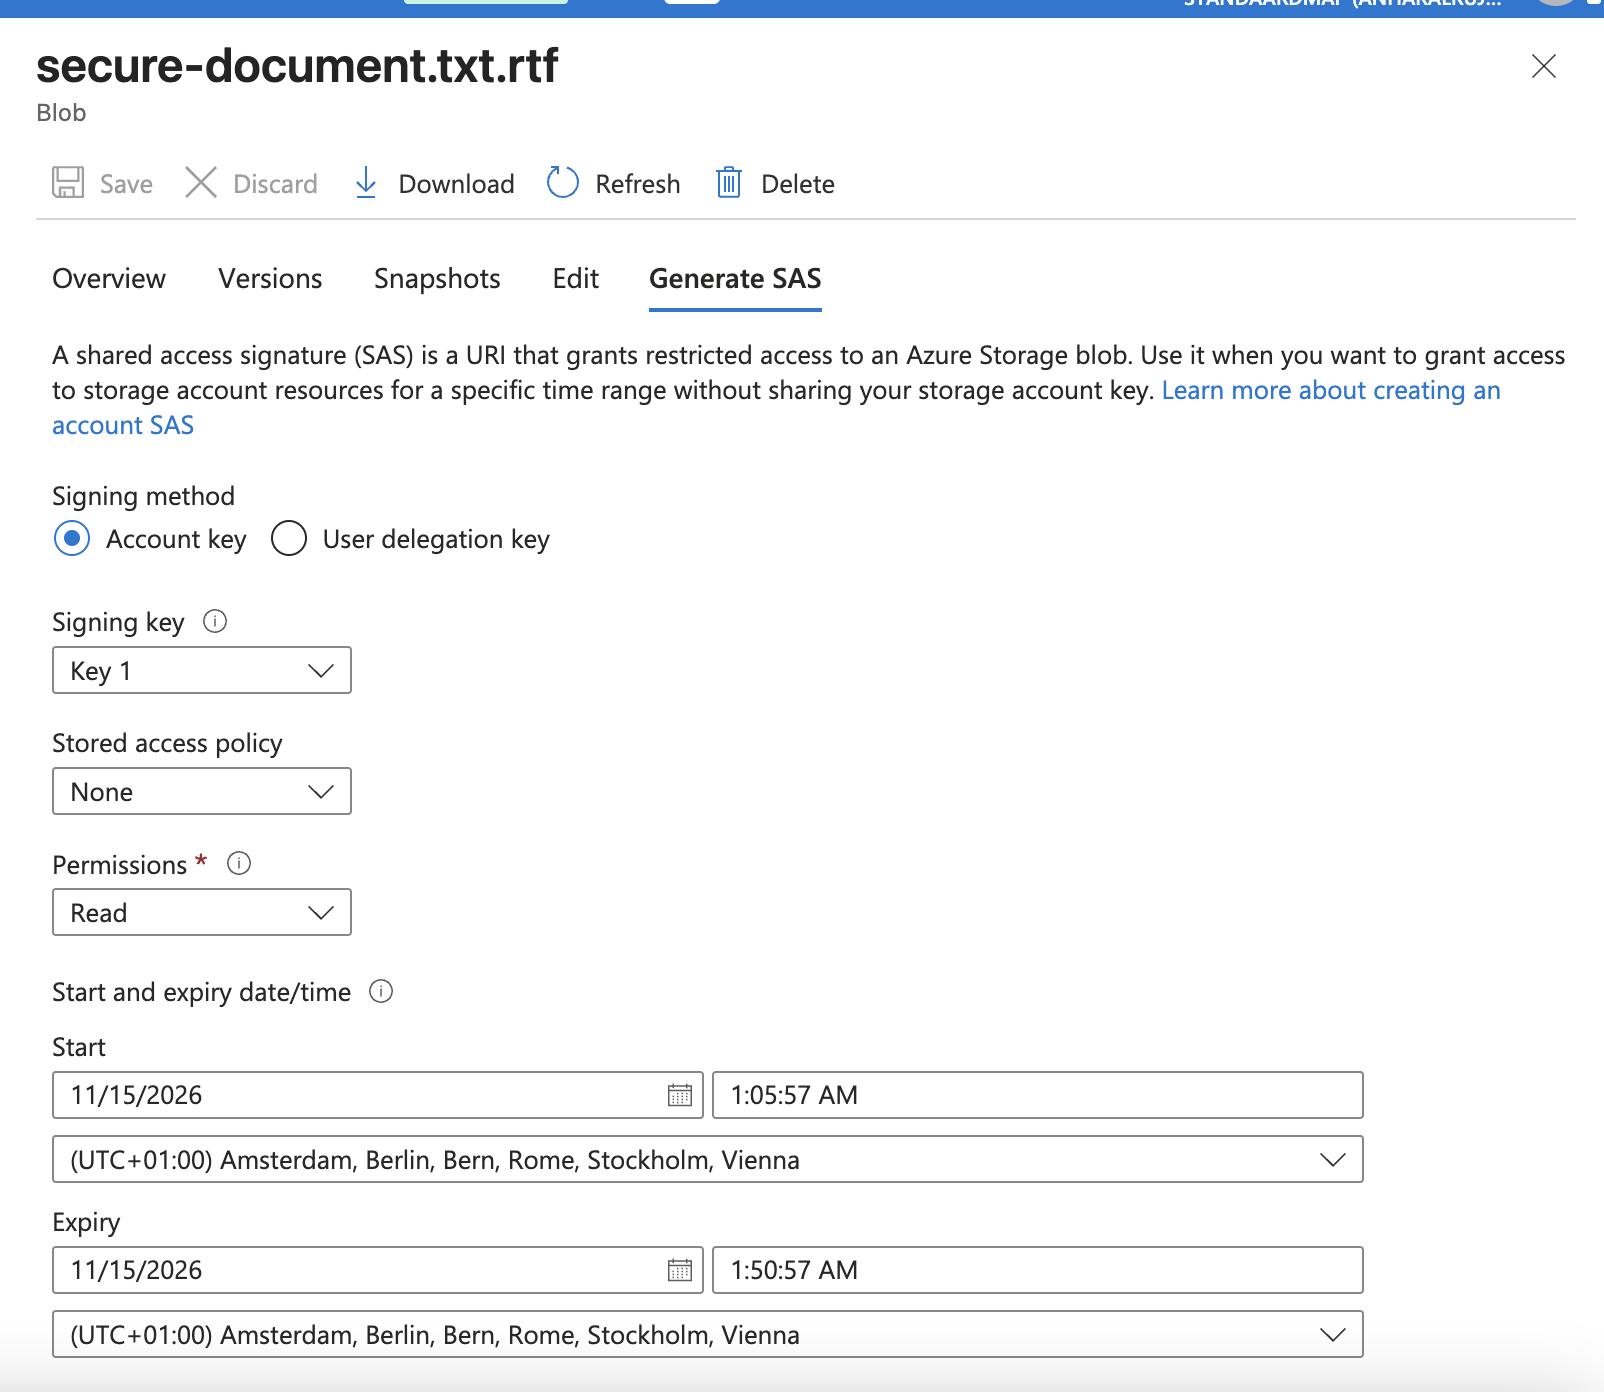 secure-document.txt.rtf
Blob
Save Discard Download Refresh Delete
Overview Versions Snapshots Edit Generate SAS
A shared access signature (SAS) is a URI that grants restricted access to an Azure Storage blob. Use it when you want to grant access
to storage account resources for a specific time range without sharing your storage account key. Learn more about creating an
account SAS
Signing method
Account key User delegation key
Signing key
Key 1
Stored access policy
None
Permissions *
Read
Start and expiry date/time
Start
11/15/2026 1:05:57 AM
(UTC+01:00) Amsterdam, Berlin, Bern, Rome, Stockholm, Vienna
Expiry
11/15/2026 1:50:57 AM
(UTC+01:00) Amsterdam, Berlin, Bern, Rome, Stockholm, Vienna